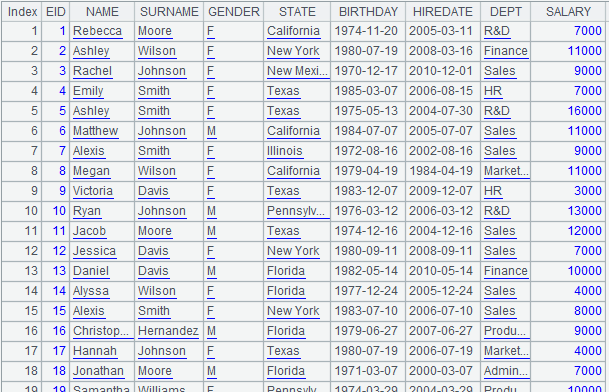 Index EID NAME SURNAME GENDER STATE BIRTHDAY HIREDATE DEPT SALARY
1 1 Rebecca Moore F California 1974-11-20 2005-03-11 R&D 7000
2 2 Ashley Wilson F New York 1980-07-19 2008-03-16 Finance 11000
3 3 Rachel Johnson F New Mexi... 1970-12-17 2010-12-01 Sales 9000
4 4 Emily Smith F Texas 1985-03-07 2006-08-15 HR 7000
5 5 Ashley Smith F Texas 1975-05-13 2004-07-30 R&D 16000
6 6 Matthew Johnson M California 1984-07-07 2005-07-07 Sales 11000
7 7 Alexis Smith F Illinois 1972-08-16 2002-08-16 Sales 9000
8 8 Megan Wilson F California 1979-04-19 1984-04-19 Market... 11000
9 9 Victoria Davis F Texas 1983-12-07 2009-12-07 HR 3000
10 10 Ryan Johnson M Pennsylv... 1976-03-12 2006-03-12 R&D 13000
11 11 Jacob Moore M Texas 1974-12-16 2004-12-16 Sales 12000
12 12 Jessica Davis F New York 1980-09-11 2008-09-11 Sales 7000
13 13 Daniel Davis M Florida 1982-05-14 2010-05-14 Finance 10000
14 14 Alyssa Wilson F Florida 1977-12-24 2005-12-24 Sales 4000
15 15 Alexis Smith F New York 1983-07-10 2006-07-10 Sales 8000
16 16 Christop... Hernandez M Florida 1979-06-27 2007-06-27 Produ... 9000
17 17 Hannah Johnson F Texas 1980-07-19 2006-07-19 Market... 4000
18 18 Jonathan Moore M Florida 1971-03-07 2000-03-07 Admin... 7000
19 19 Samantha Williams F Pennsylv... 1974-03-29 2004-03-29 Produ... 10000